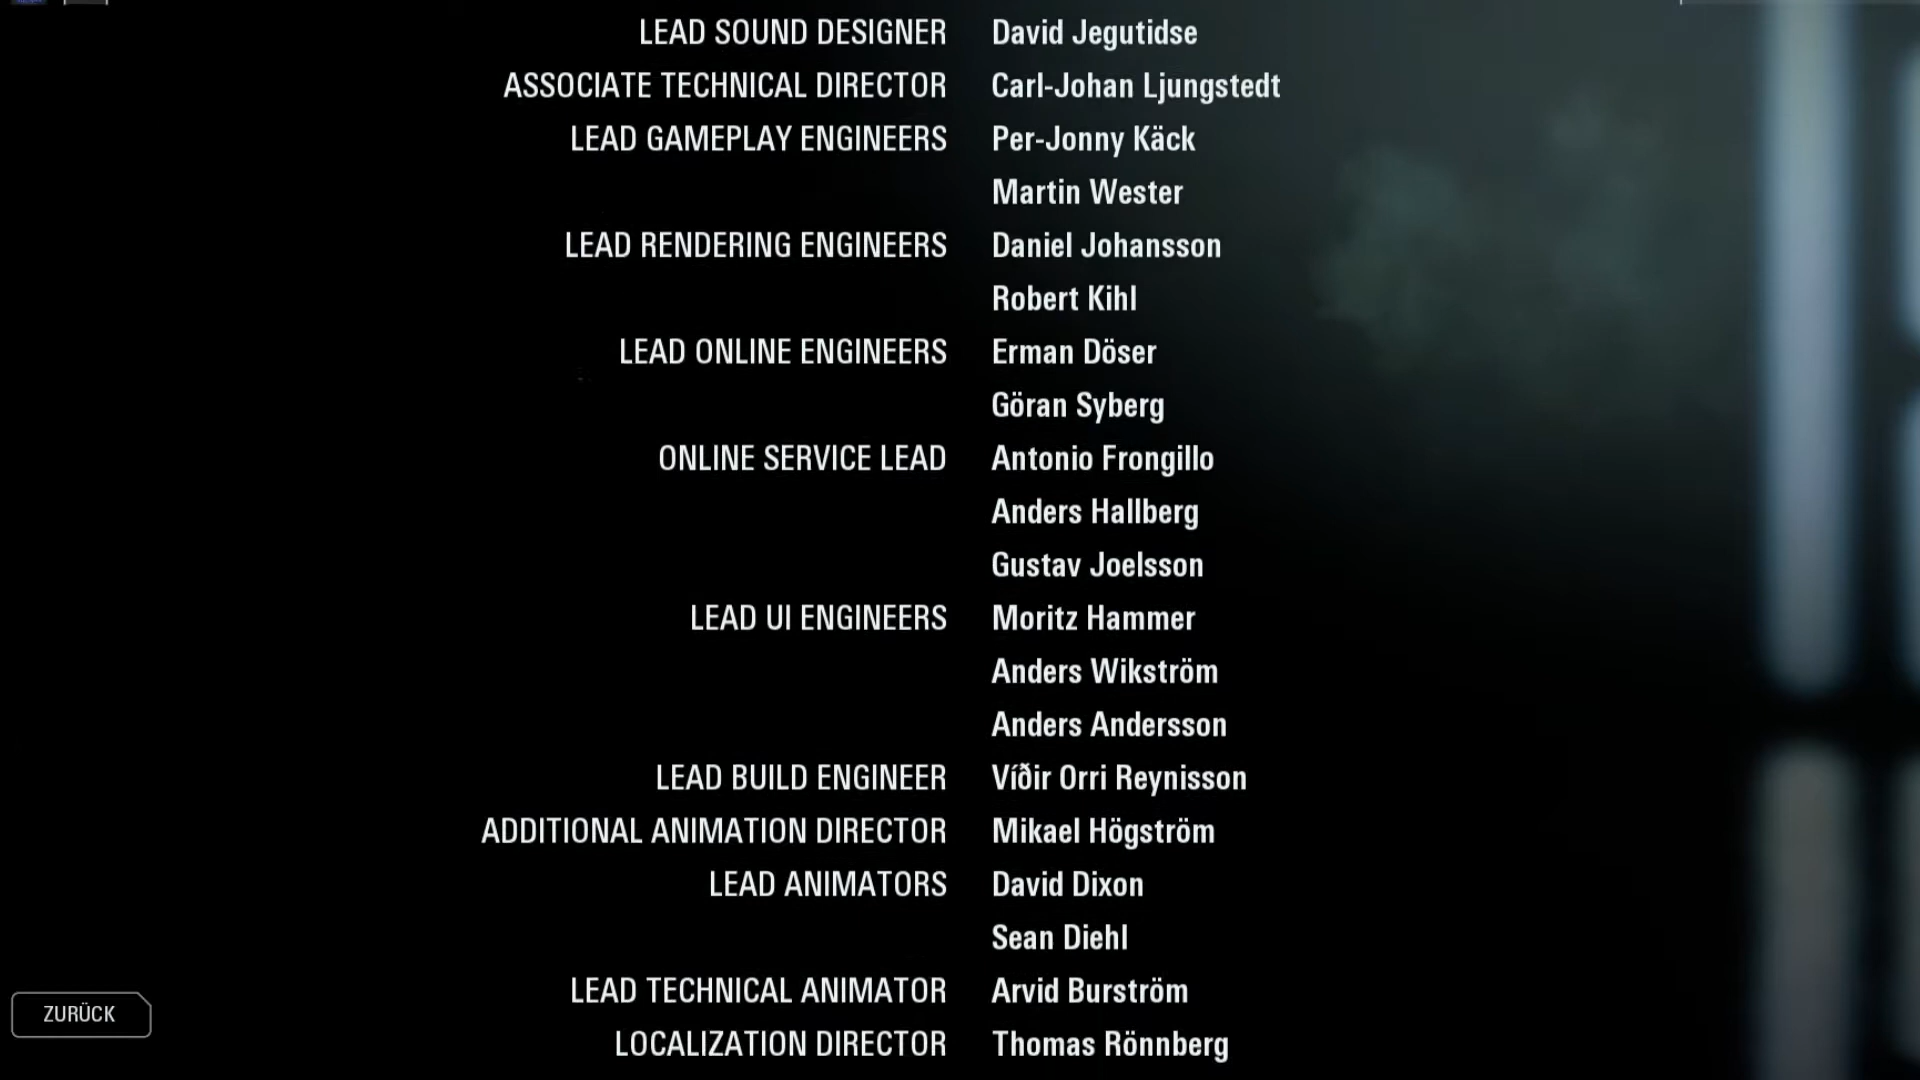 LEAD SOUND DESIGNER David Jegutidse
ASSOCIATE TECHNICAL DIRECTOR Carl-Johan Ljungstedt
LEAD GAMEPLAY ENGINEERS Per-Jonny Käck
Martin Wester
LEAD RENDERING ENGINEERS Daniel Johansson
Robert Kihl
LEAD ONLINE ENGINEERS Erman Döser
Göran Syberg
ONLINE SERVICE LEAD Antonio Frongillo
Anders Hallberg
Gustav Joelsson
LEAD UI ENGINEERS Moritz Hammer
Anders Wikström
Anders Andersson
LEAD BUILD ENGINEER Víðir Orri Reynisson
ADDITIONAL ANIMATION DIRECTOR Mikael Högström
LEAD ANIMATORS David Dixon
Sean Diehl
LEAD TECHNICAL ANIMATOR Arvid Burström
ZURÜCK
LOCALIZATION DIRECTOR Thomas Rönnberg